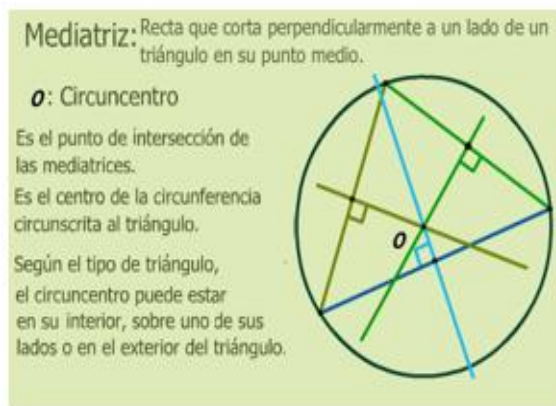 Mediatriz: Recta que corta perpendicularmente a un lado de un
triángulo en su punto medio.
O: Circuncentro
Es el punto de intersección de
las mediatrices.
Es el centro de la circunferencia
circunscrita al triángulo.
Según el tipo de triángulo,
el circuncentro puede estar
en su interior, sobre uno de sus
lados o en el exterior del triángulo.
O